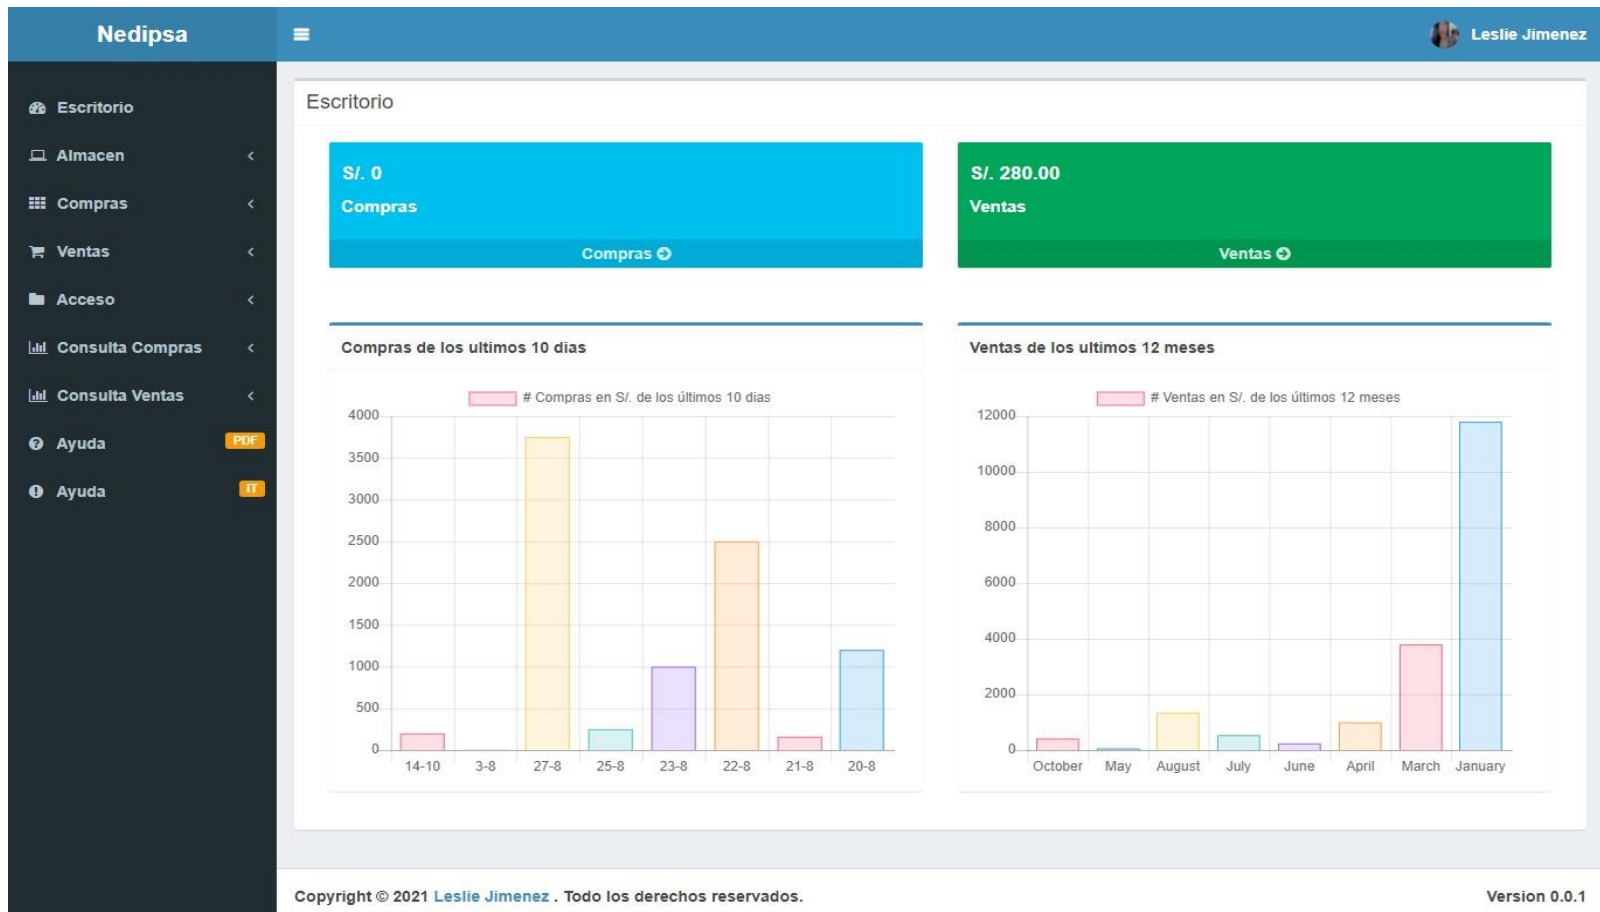 Nedipsa
Leslie Jimenez
Escritorio
Almacen
Compras
Ventas
Acceso
Consulta Compras
Consulta Ventas
Ayuda PDF
Ayuda IT
Escritorio
S/. 0
Compras
Compras
S/. 280.00
Ventas
Ventas
Compras de los ultimos 10 dias
# Compras en S/. de los últimos 10 dias
4000
3500
3000
2500
2000
1500
1000
500
0
14-10 3-8 27-8 25-8 23-8 22-8 21-8 20-8
Ventas de los ultimos 12 meses
# Ventas en S/. de los últimos 12 meses
12000
10000
8000
6000
4000
2000
0
October May August July June April March January
Copyright © 2021 Leslie Jimenez . Todo los derechos reservados.
Version 0.0.1